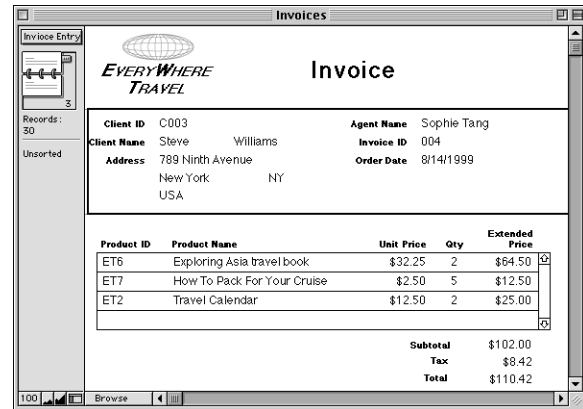 Invoices
Invioce Entry
3
Records:
30
Unsorted
EVERYWHERE
TRAVEL
Invoice
Client ID C003 Agent Name Sophie Tang
Client Name Steve Williams Invoice ID 004
Address 789 Ninth Avenue Order Date 8/14/1999
New York NY
USA
Extended
Product ID Product Name Unit Price Qty Price
ET6 Exploring Asia travel book $32.25 2 $64.50
ET7 How To Pack For Your Cruise $2.50 5 $12.50
ET2 Travel Calendar $12.50 2 $25.00
Subtotal $102.00
Tax $8.42
Total $110.42
100 Browse